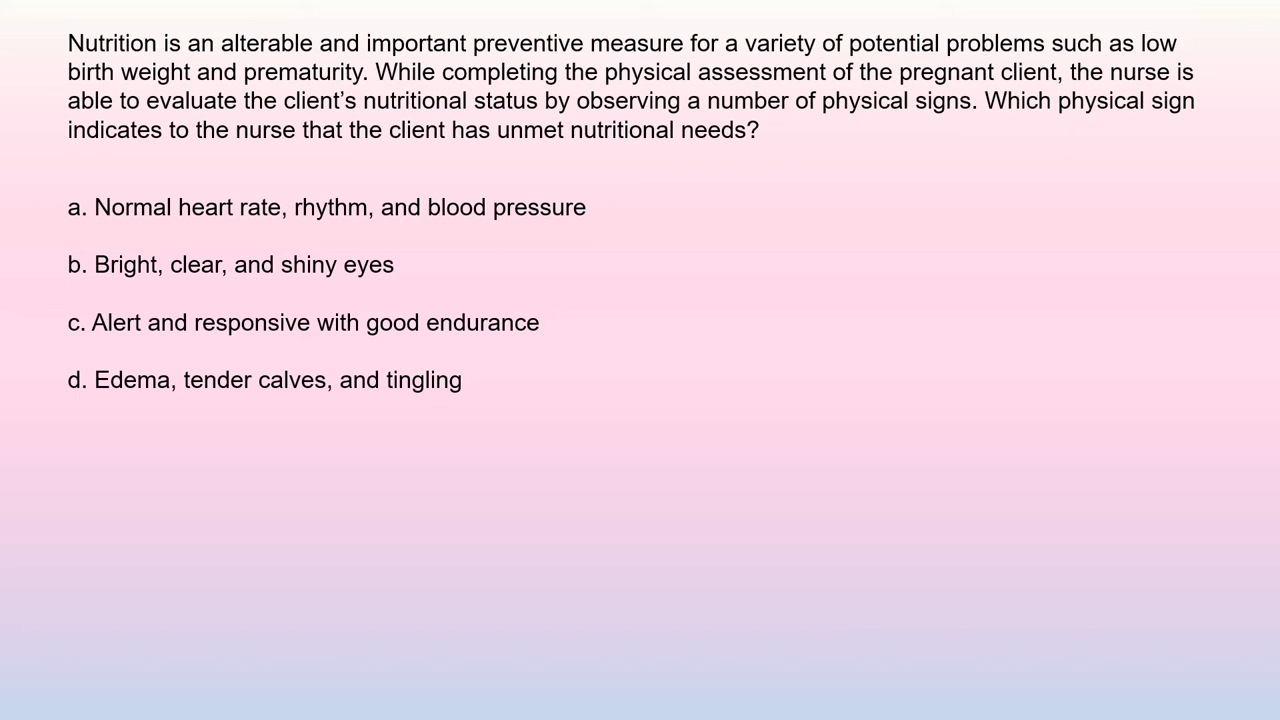 Nutrition is an alterable and important preventive measure for a variety of potential problems such as low
birth weight and prematurity. While completing the physical assessment of the pregnant client, the nurse is
able to evaluate the client’s nutritional status by observing a number of physical signs. Which physical sign
indicates to the nurse that the client has unmet nutritional needs?
a. Normal heart rate, rhythm, and blood pressure
b. Bright, clear, and shiny eyes
c. Alert and responsive with good endurance
d. Edema, tender calves, and tingling